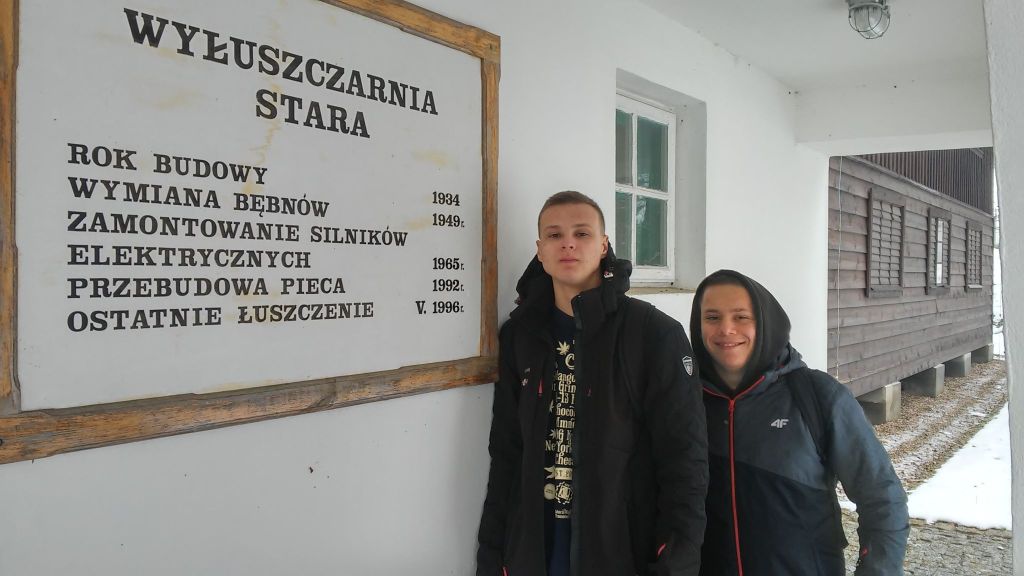 WYŁUSZCZARNIA
STARA
ROK BUDOWY 1934
WYMIANA BĘBNÓW 1949r.
ZAMONTOWANIE SILNIKÓW
ELEKTRYCZNYCH 1965r.
PRZEBUDOWA PIECA 1992r.
OSTATNIE ŁUSZCZENIE V. 1996r.
4F